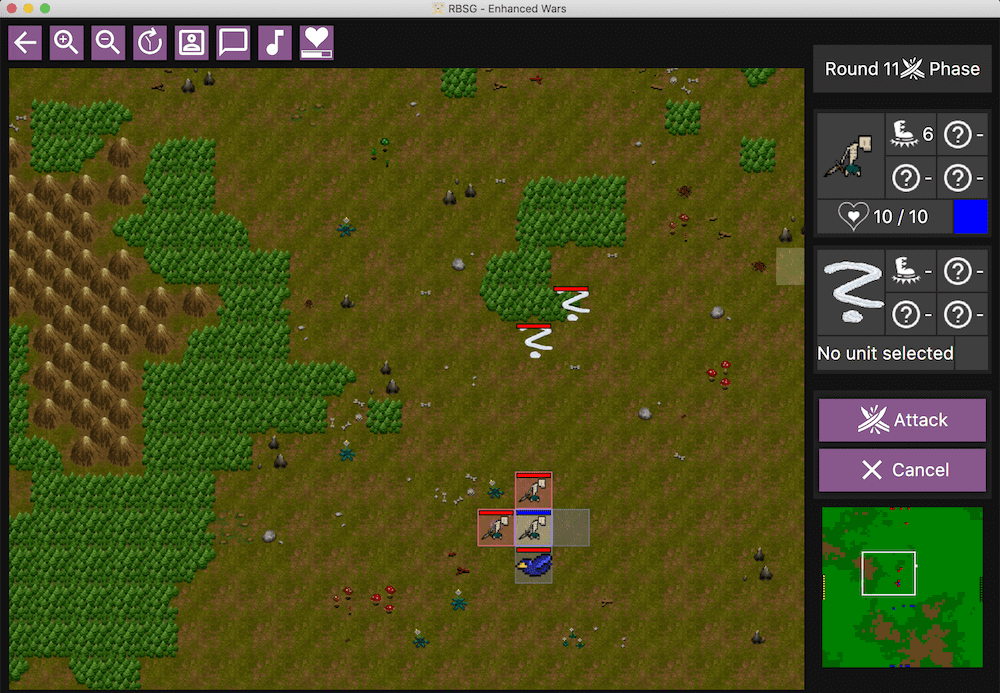 RBSG - Enhanced Wars
Round 11 Phase
6
-
-
-
10 / 10
-
-
-
-
No unit selected
Attack
Cancel